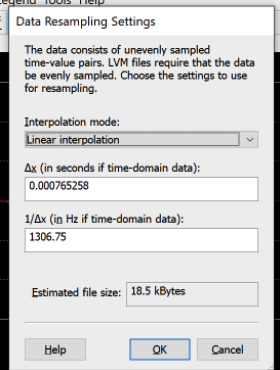 Legend Tools Help
Data Resampling Settings
The data consists of unevenly sampled
time-value pairs. LVM files require that the data
be evenly sampled. Choose the settings to use
for resampling.
Interpolation mode:
Linear interpolation
Δx (in seconds if time-domain data):
0.000765258
1/Δx (in Hz if time-domain data):
1306.75
Estimated file size: 18.5 kBytes
Help OK Cancel